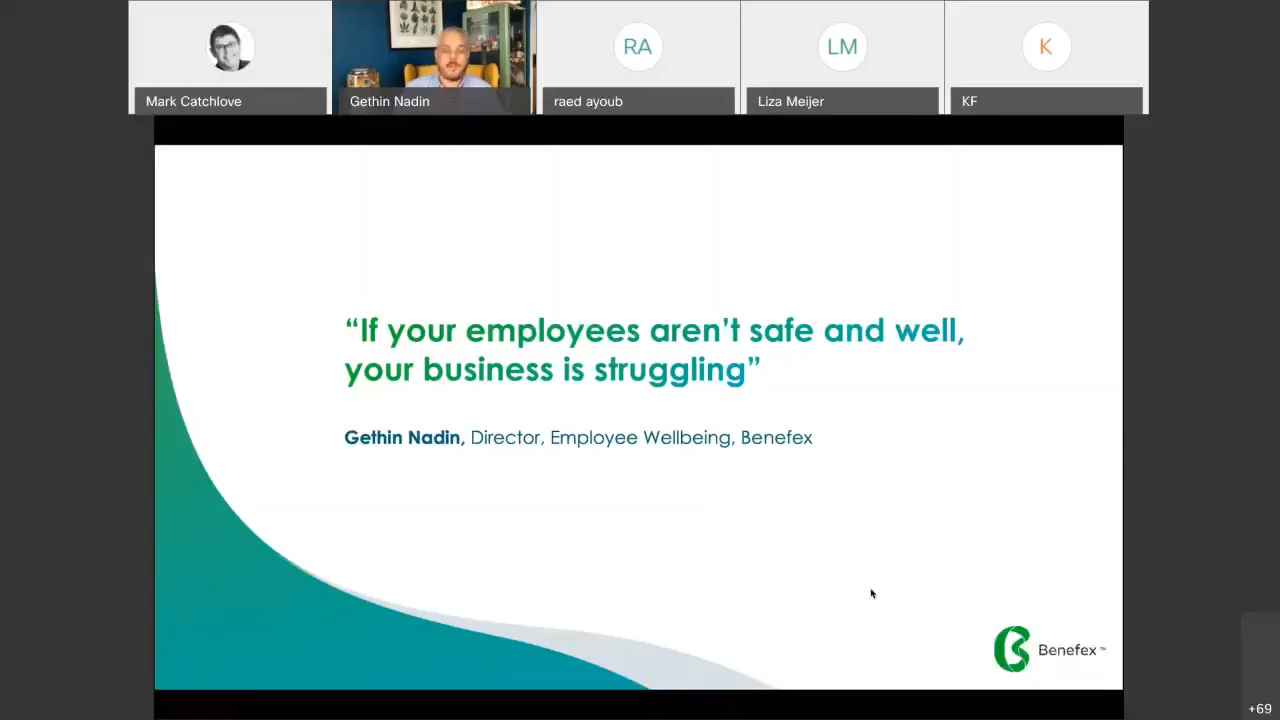 RA
LM
K
Mark Catchlove
Gethin Nadin
raed ayoub
Liza Meijer
KF
“If your employees aren’t safe and well,
your business is struggling”
Gethin Nadin, Director, Employee Wellbeing, Benefex
Benefex™
+69